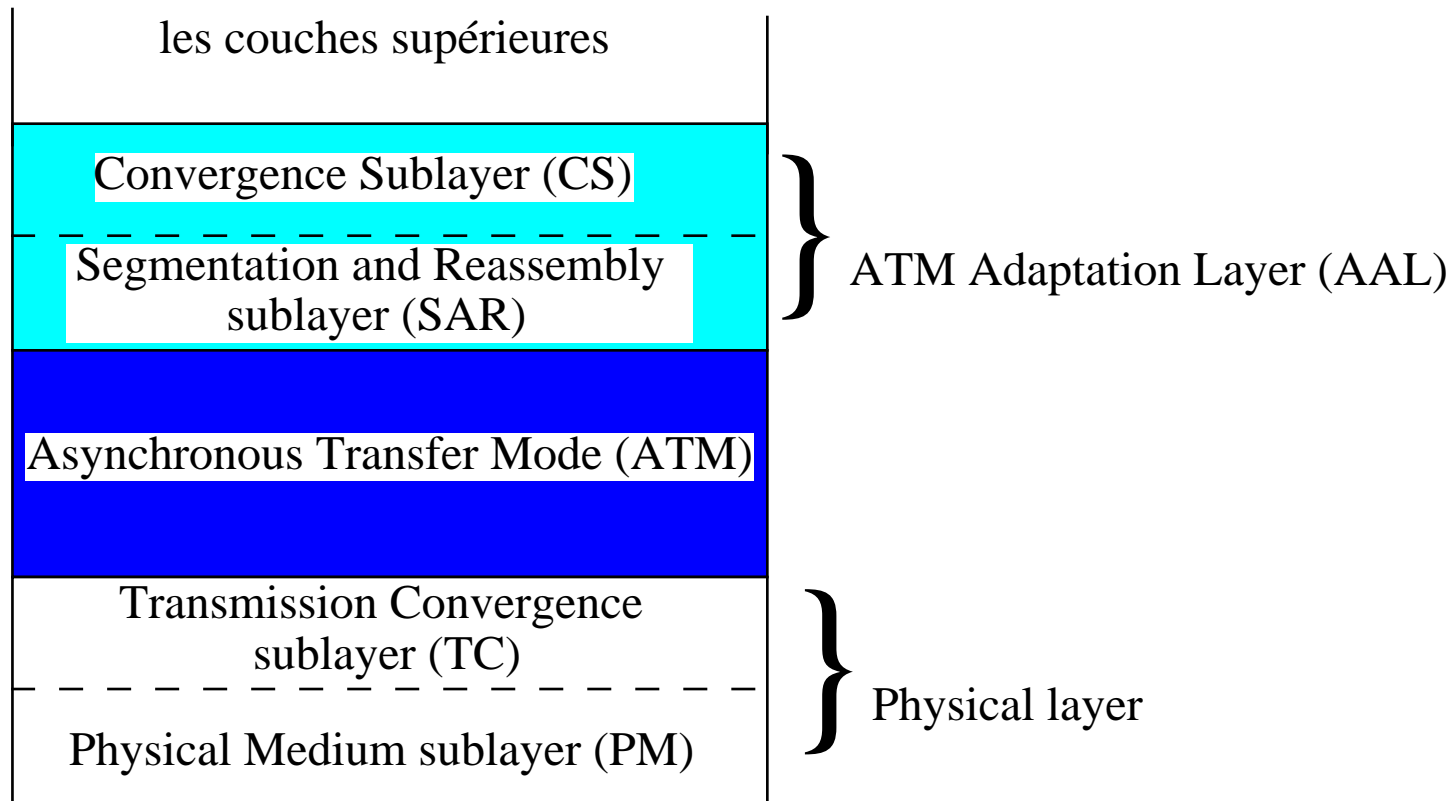 les couches supérieures
Convergence Sublayer (CS)
Segmentation and Reassembly
sublayer (SAR)
ATM Adaptation Layer (AAL)
Asynchronous Transfer Mode (ATM)
Transmission Convergence
sublayer (TC)
Physical layer
Physical Medium sublayer (PM)